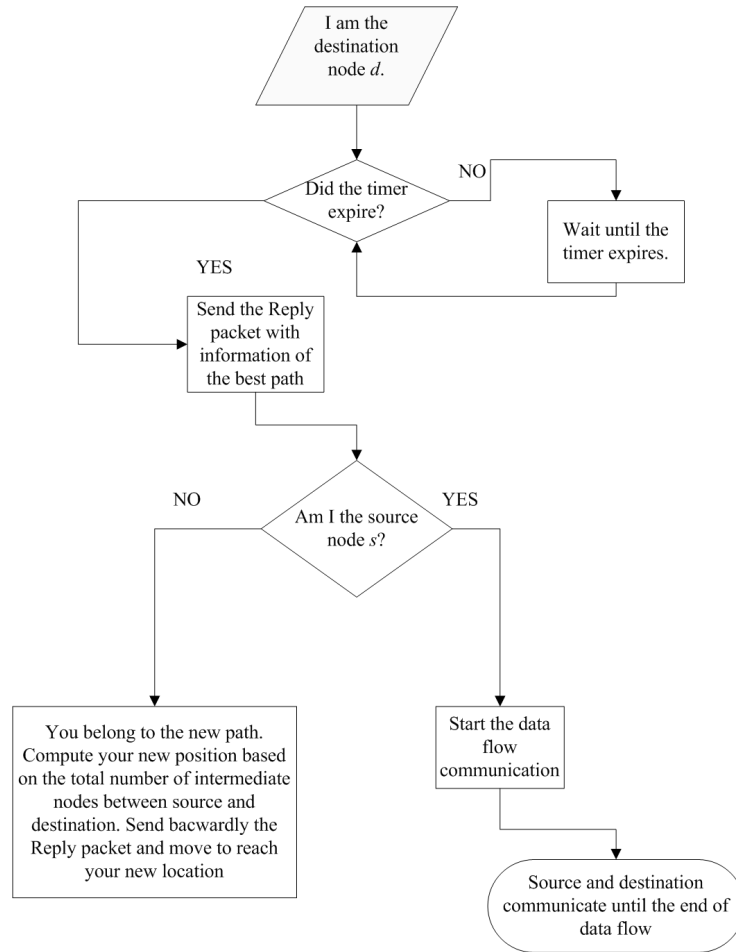 I am the
destination
node d.
Did the timer
expire?
NO
Wait until the
timer expires.
YES
Send the Reply
packet with
information of
the best path
NO
YES
Am I the source
node s?
You belong to the new path.
Compute your new position based
on the total number of intermediate
nodes between source and
destination. Send bacwardly the
Reply packet and move to reach
your new location
Start the data
flow
communication
Source and destination
communicate until the end of
data flow